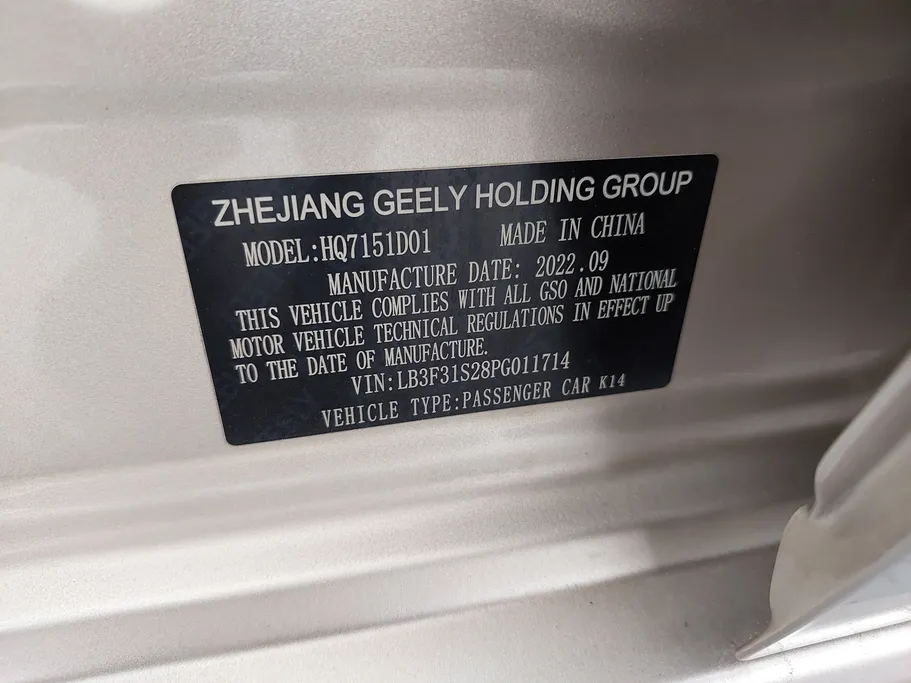 ZHEJIANG GEELY HOLDING GROUP
MODEL:HQ7151D01 MADE IN CHINA
MANUFACTURE DATE: 2022.09
THIS VEHICLE COMPLIES WITH ALL GSO AND NATIONAL
MOTOR VEHICLE TECHNICAL REGULATIONS IN EFFECT UP
TO THE DATE OF MANUFACTURE.
VIN:LB3F31S28PG011714
VEHICLE TYPE:PASSENGER CAR K14